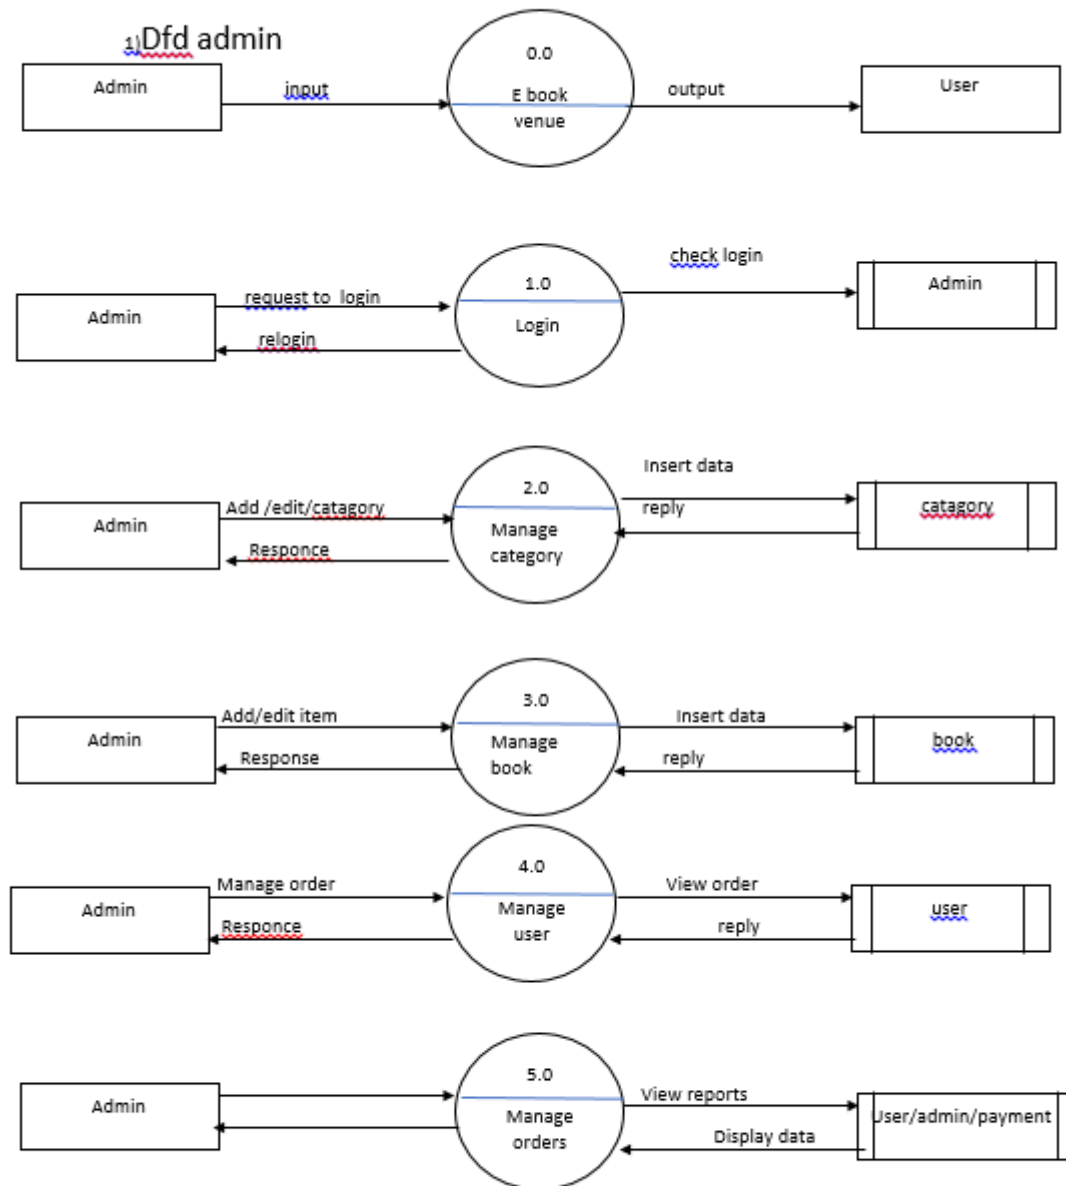 1)Dfd admin
Admin
input
0.0
E book
venue
output
User
Admin
request to login
relogin
1.0
Login
check login
Admin
Admin
Add /edit/catagory
Responce
2.0
Manage
category
Insert data
reply
catagory
Admin
Add/edit item
Response
3.0
Manage
book
Insert data
reply
book
Admin
Manage order
Responce
4.0
Manage
user
View order
reply
user
Admin
5.0
Manage
orders
View reports
Display data
User/admin/payment